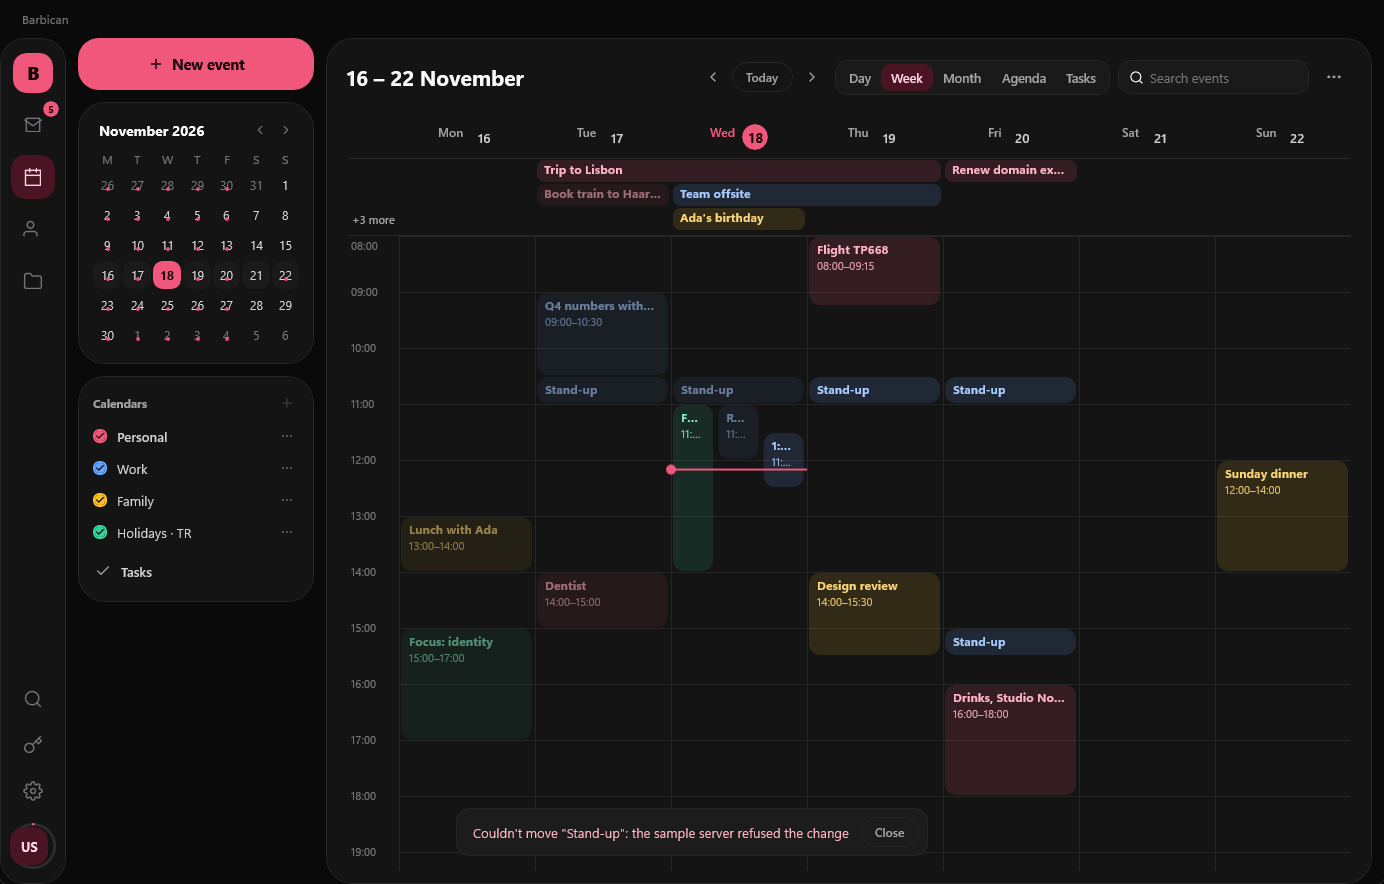 Barbican
B
5
New event
November 2026
M T W T F S S
26 27 28 29 30 31 1
2 3 4 5 6 7 8
9 10 11 12 13 14 15
16 17 18 19 20 21 22
23 24 25 26 27 28 29
30 1 2 3 4 5 6
Calendars
Personal
Work
Family
Holidays · TR
Tasks
US
16 – 22 November
Today
Day Week Month Agenda Tasks
Search events
Mon 16 Tue 17 Wed 18 Thu 19 Fri 20 Sat 21 Sun 22
Trip to Lisbon
Renew domain ex...
Book train to Haar...
Team offsite
+3 more
Ada's birthday
08:00
Flight TP668
08:00–09:15
09:00
Q4 numbers with...
09:00–10:30
10:00
Stand-up
Stand-up
Stand-up
Stand-up
11:00
F...
11:...
R...
11:...
1:...
11:...
12:00
Sunday dinner
12:00–14:00
13:00
Lunch with Ada
13:00–14:00
14:00
Dentist
14:00–15:00
Design review
14:00–15:30
15:00
Focus: identity
15:00–17:00
Stand-up
16:00
Drinks, Studio No...
16:00–18:00
17:00
18:00
Couldn't move "Stand-up": the sample server refused the change
Close
19:00